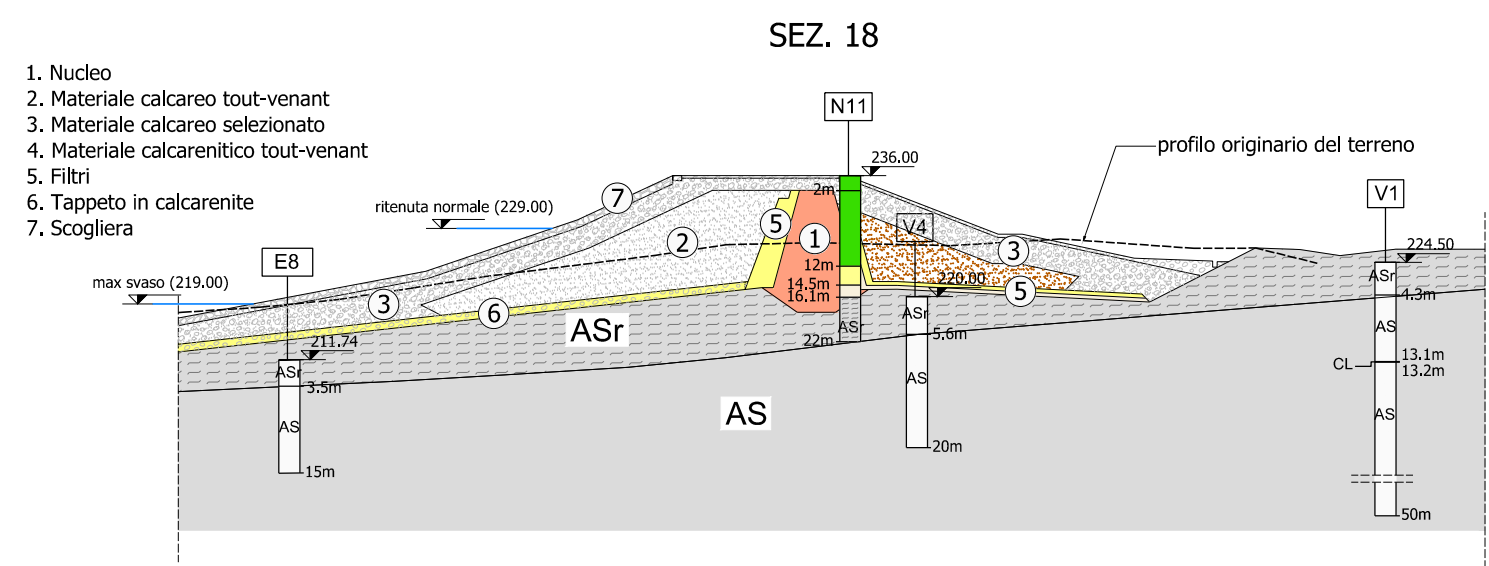 SEZ. 18
1. Nucleo
2. Materiale calcareo tout-venant
3. Materiale calcareo selezionato
4. Materiale calcarenitico tout-venant
5. Filtri
6. Tappeto in calcarenite
7. Scogliera
N11
236.00
profilo originario del terreno
2m
V1
7
ritenuta normale (229.00)
5
V4
1
2
3
224.50
E8
12m
ASr
max svaso (219.00)
14.5m
220.00
5
4.3m
16.1m
3
6
ASr
ASr
AS
AS
5.6m
22m
211.74
ASr
3.5m
13.1m
CL
13.2m
AS
AS
AS
AS
20m
15m
50m